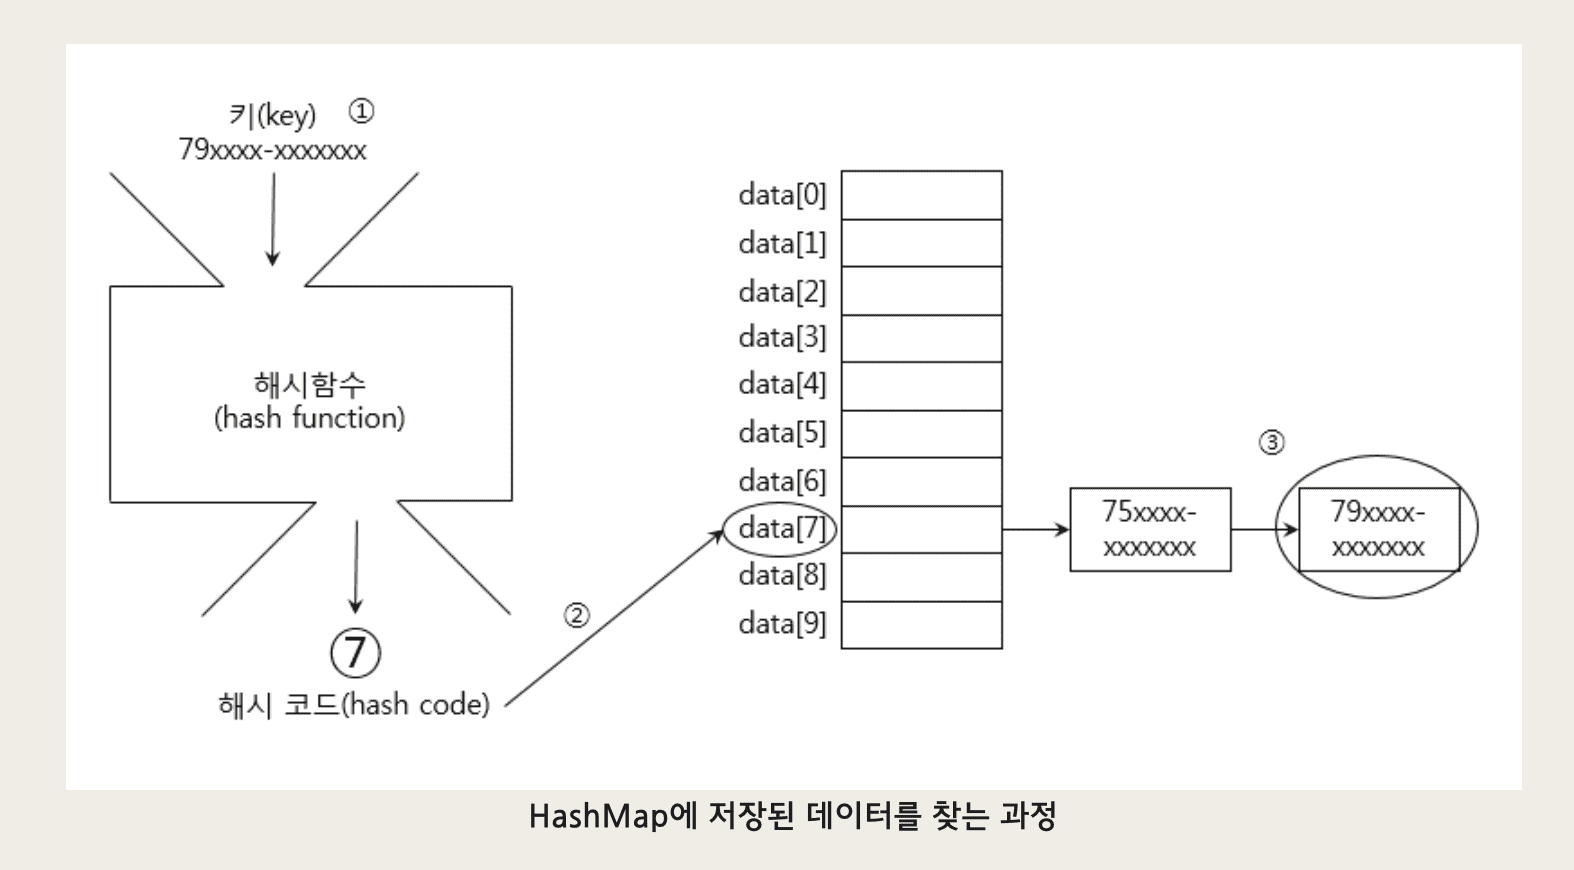 키(key) ①
79xxxx-xxxxxxx
해시함수
(hash function)
⑦
해시 코드(hash code)
②
data[0]
data[1]
data[2]
data[3]
data[4]
data[5]
data[6]
data[7]
data[8]
data[9]
75xxxx-
xxxxxxx
③
79xxxx-
xxxxxxx
HashMap에 저장된 데이터를 찾는 과정